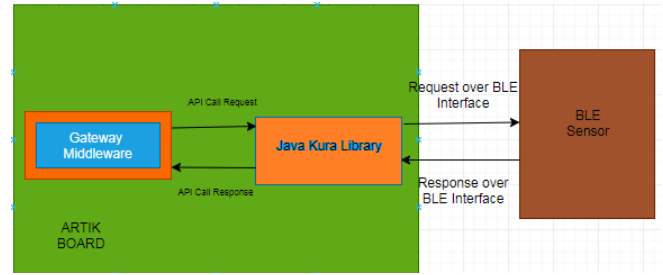 API Call Request
Gateway
Middleware
Java Kura Library
API Call Response
ARTIK
BOARD
Request over BLE
Interface
Response over
BLE Interface
BLE
Sensor